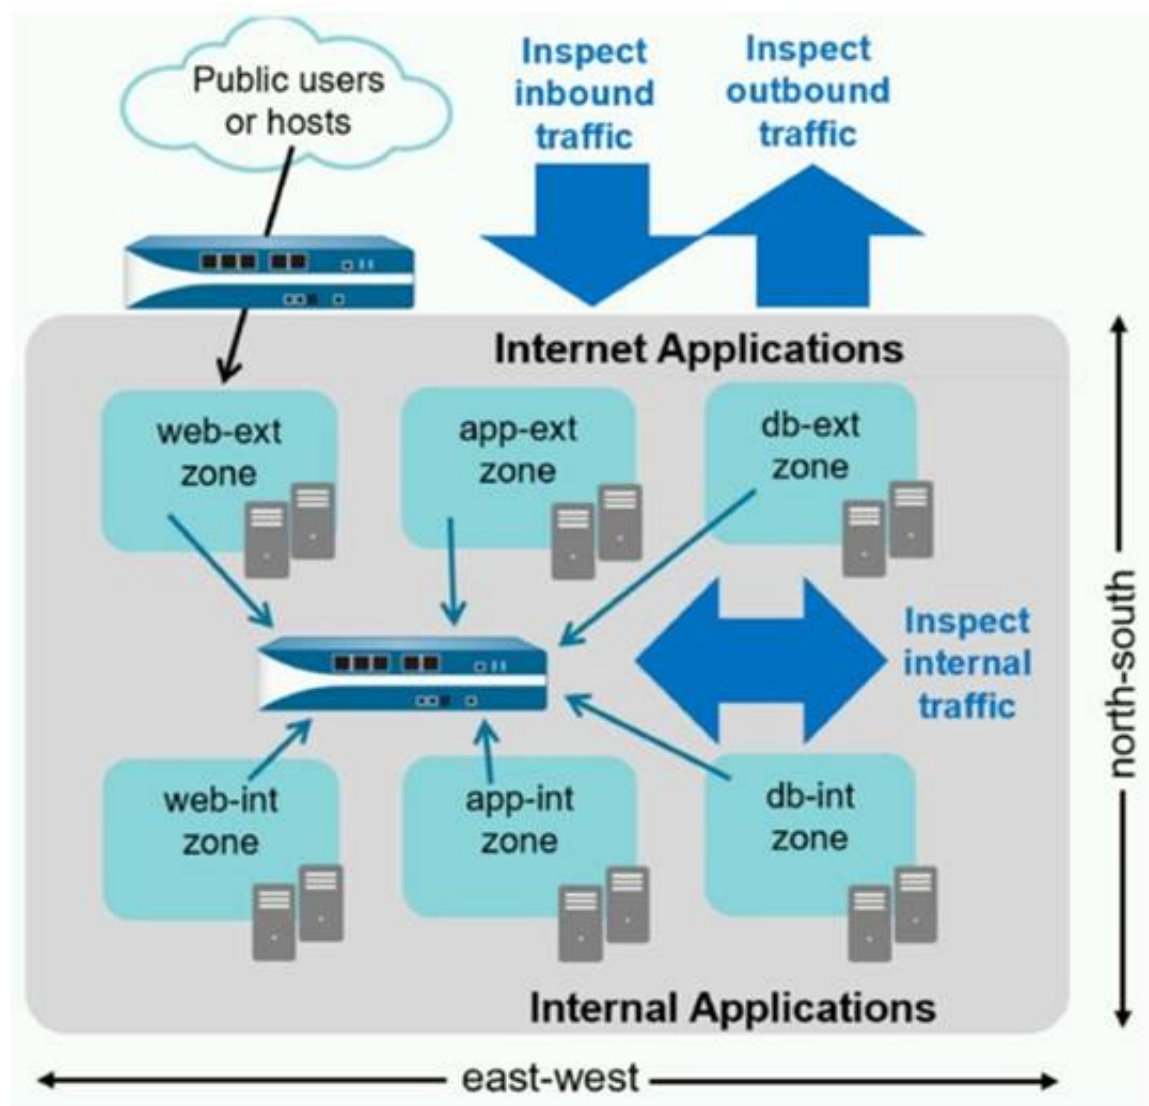 Public users
or hosts
Inspect
inbound
traffic
Inspect
outbound
traffic
Internet Applications
web-ext
zone
app-ext
zone
db-ext
zone
Inspect
internal
traffic
north-south
web-int
zone
app-int
zone
db-int
zone
Internal Applications
east-west